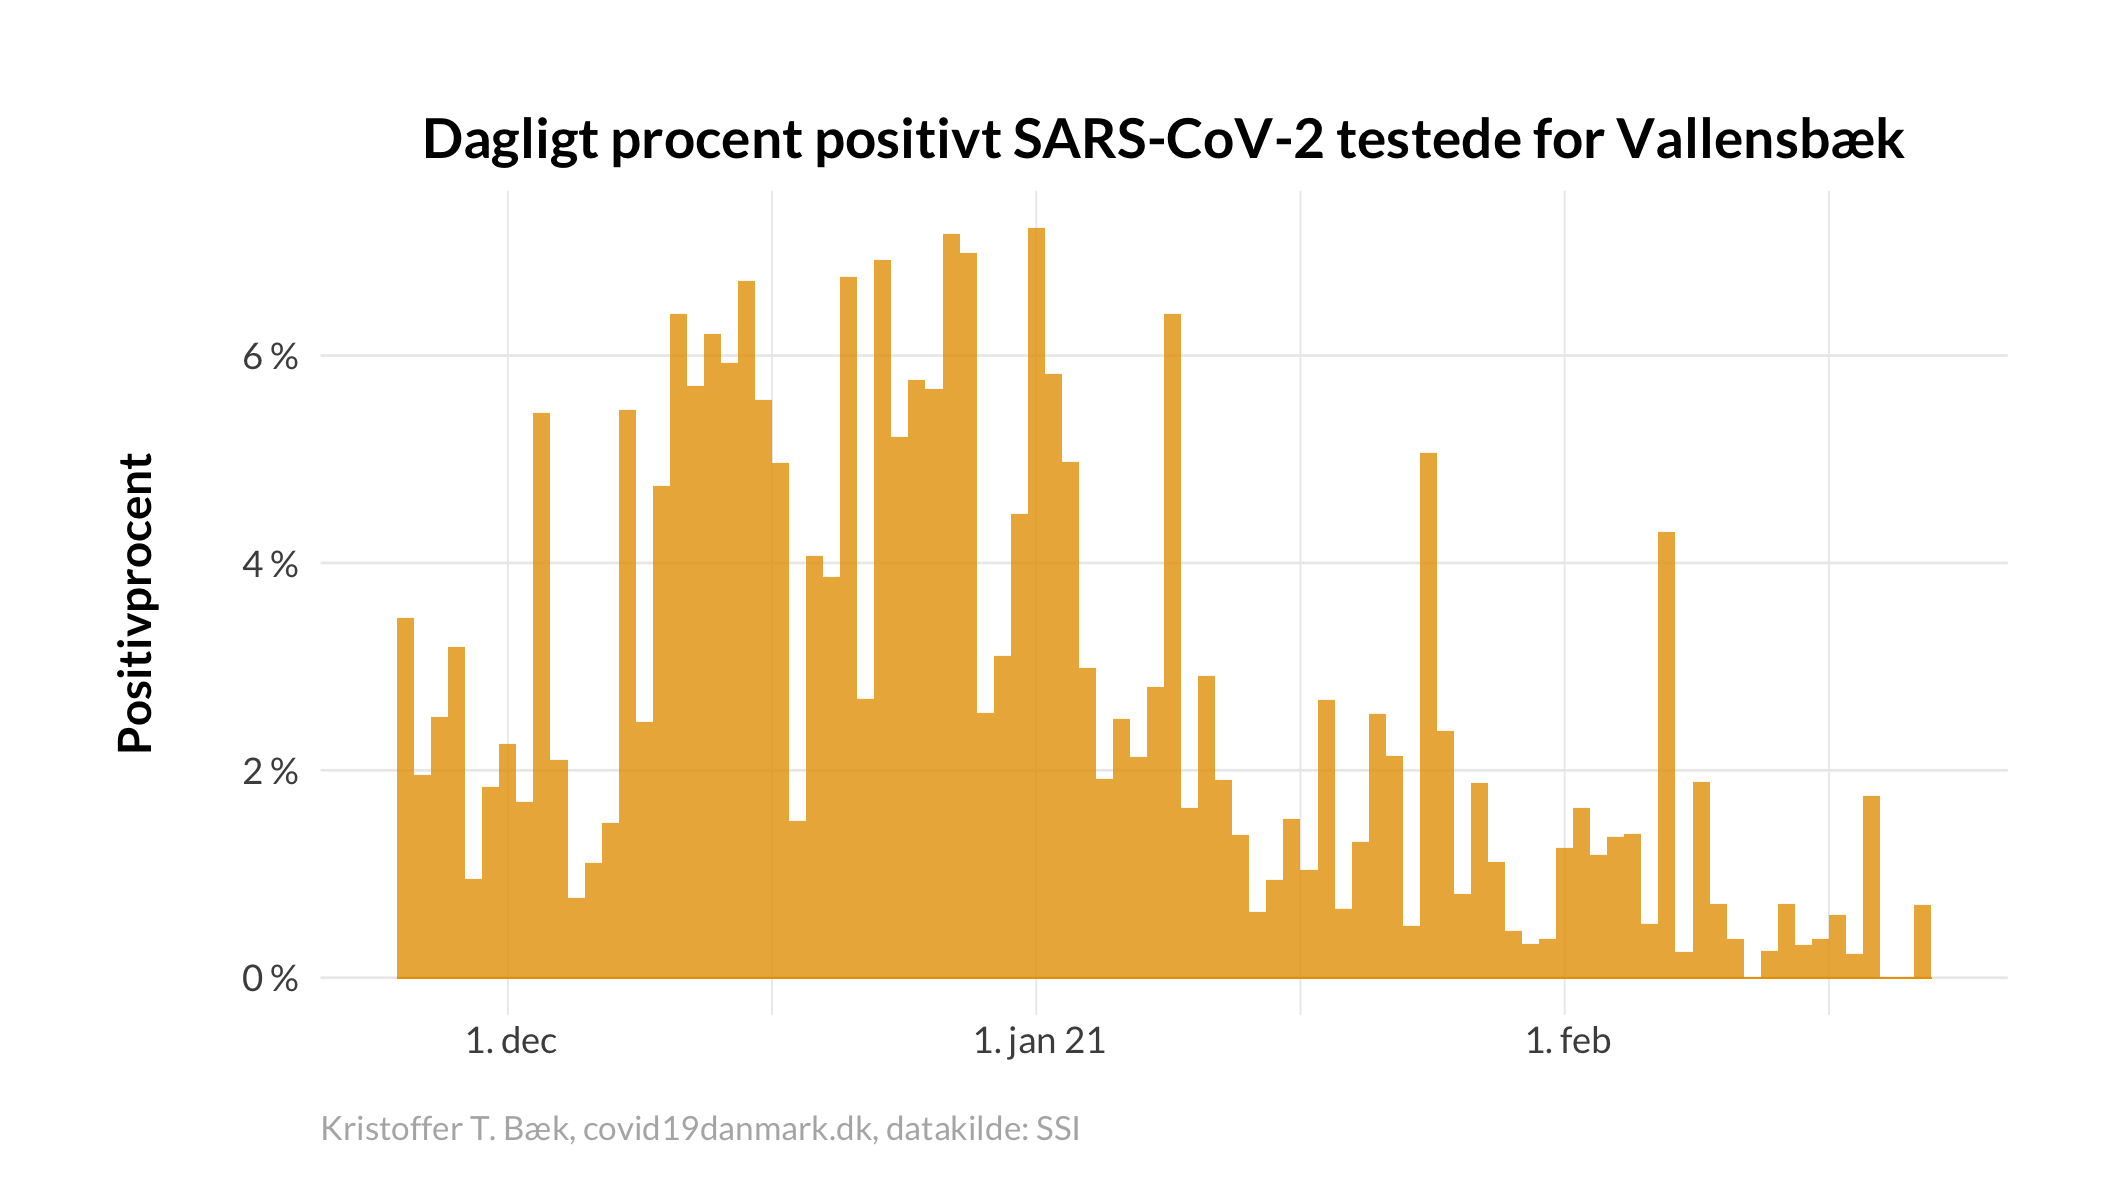 Dagligt procent positivt SARS-CoV-2 testede for Vallensbæk
Positivprocent
6 %
4 %
2 %
0 %
1. dec
1. jan 21
1. feb
Kristoffer T. Bæk, covid19danmark.dk, datakilde: SSI